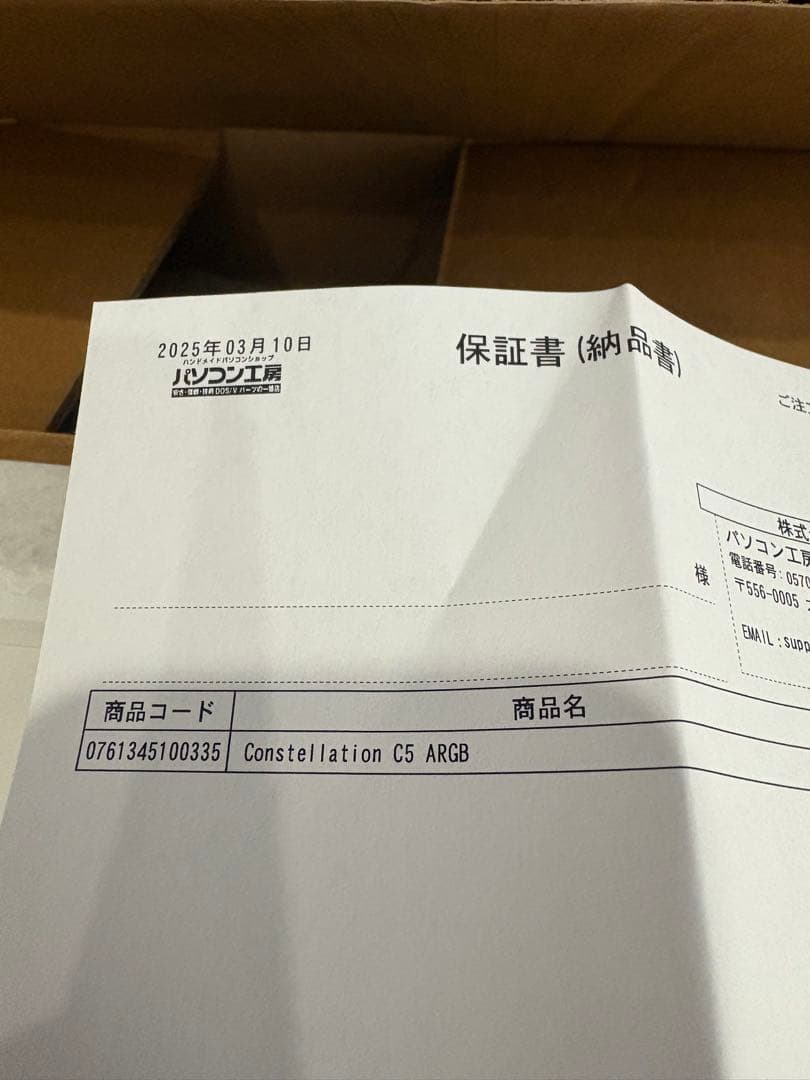 2025年03月10日
ハンドメイドパソコンショップ
パソコン工房
保証書(納品書)
ご注
株式
パソコン工房
電話番号:0570
〒556-0005
EMAIL:supp
様
商品コード 商品名
0761345100335 Constellation C5 ARGB